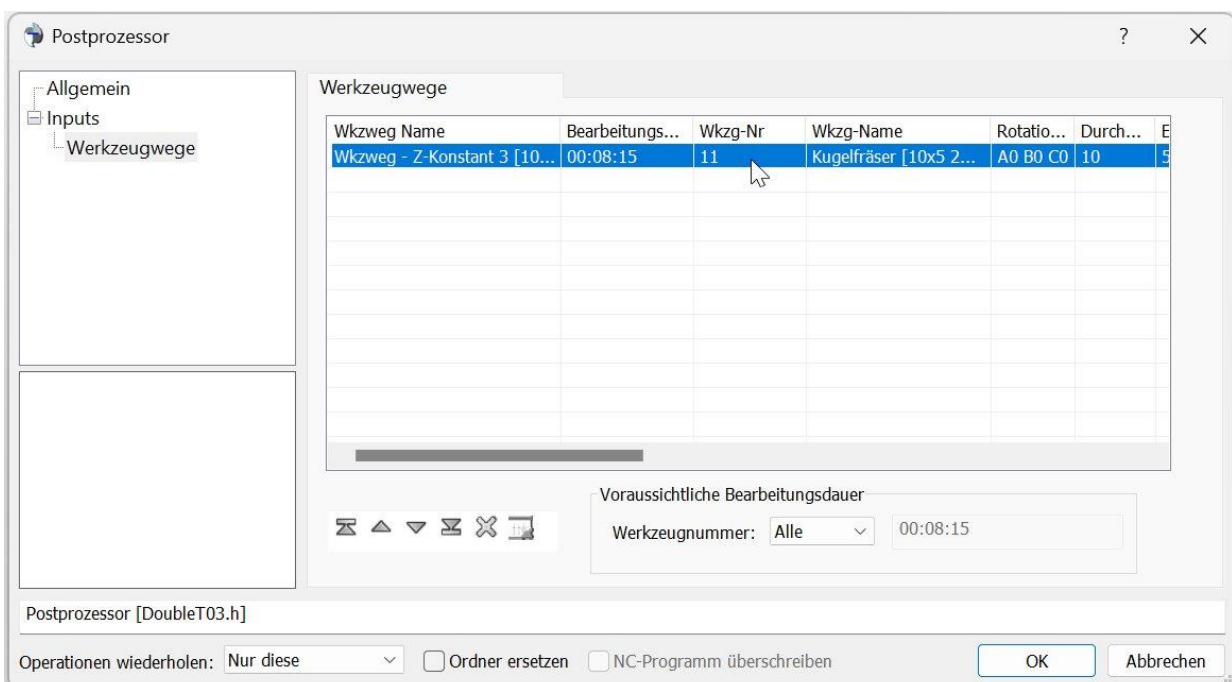 Postprozessor ?
Allgemein
Inputs
Werkzeugwege
Werkzeugwege
Wkzweg Name Bearbeitungs... Wkzg-Nr Wkzg-Name Rotatio... Durch... E
Wkzweg - Z-Konstant 3 [10... 00:08:15 11 Kugelfräser [10x5 2... A0 B0 C0 10 5
Voraussichtliche Bearbeitungsdauer
Werkzeugnummer: Alle 00:08:15
Postprozessor [DoubleT03.h]
Operationen wiederholen: Nur diese Ordner ersetzen NC-Programm überschreiben OK Abbrechen